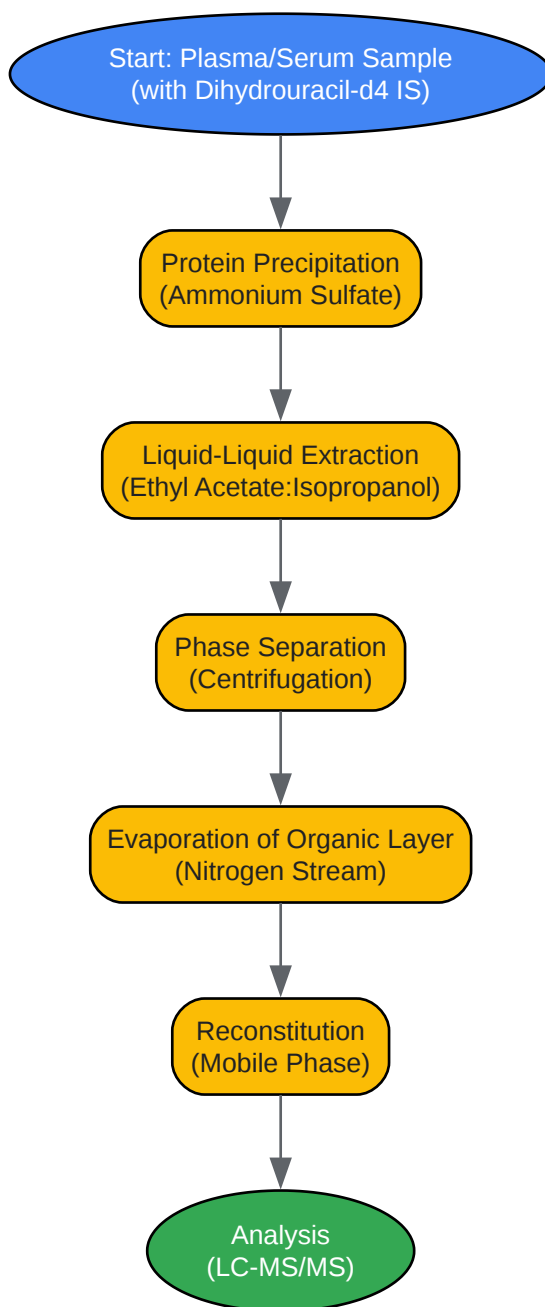 Start: Plasma/Serum Sample
(with Dihydrouracil-d4 IS)
Protein Precipitation
(Ammonium Sulfate)
Liquid-Liquid Extraction
(Ethyl Acetate:Isopropanol)
Phase Separation
(Centrifugation)
Evaporation of Organic Layer
(Nitrogen Stream)
Reconstitution
(Mobile Phase)
Analysis
(LC-MS/MS)